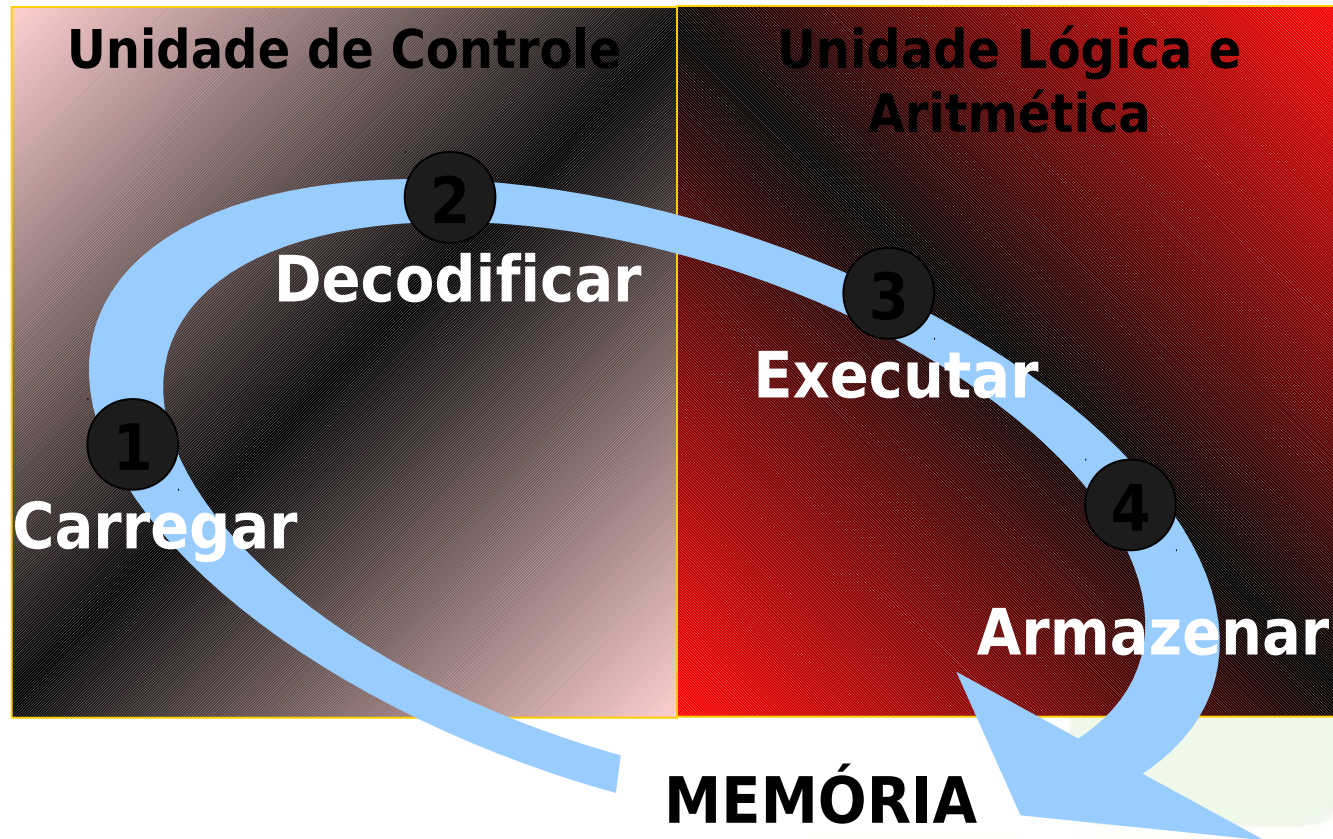 Unidade de Controle
Unidade Lógica e
Aritmética
2
Decodificar
3
Executar
1
Carregar
4
Armazenar
MEMÓRIA